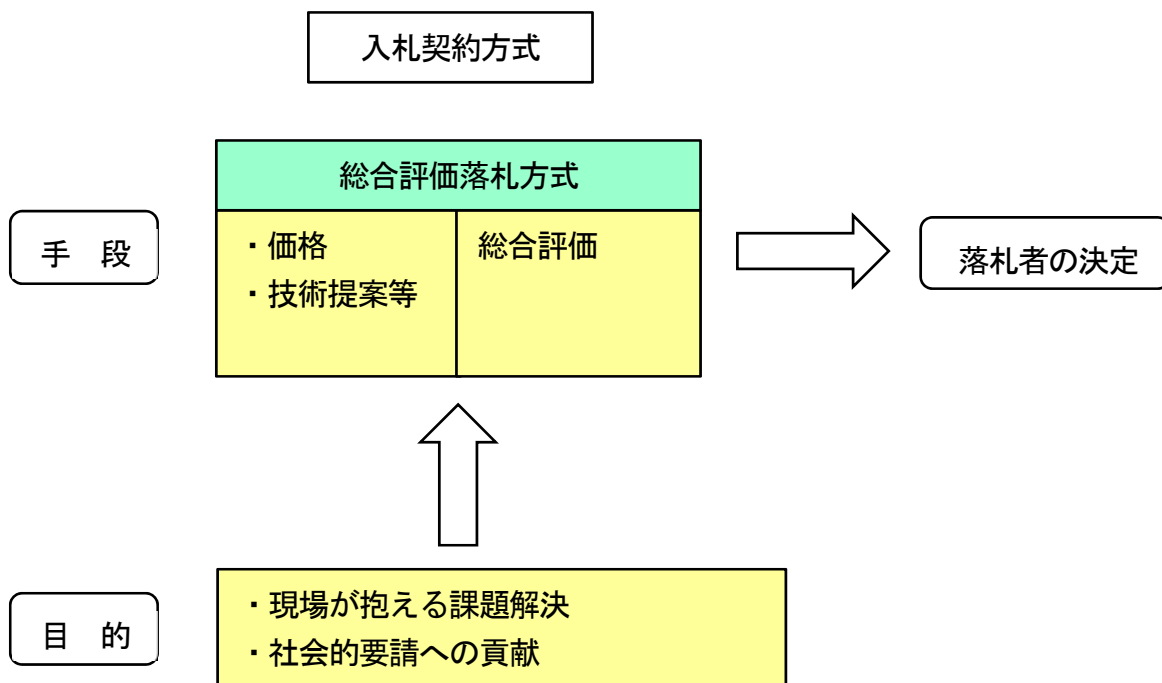 入札契約方式
総合評価落札方式
手　段
・価格
・技術提案等
総合評価
落札者の決定
目　的
・現場が抱える課題解決
・社会的要請への貢献